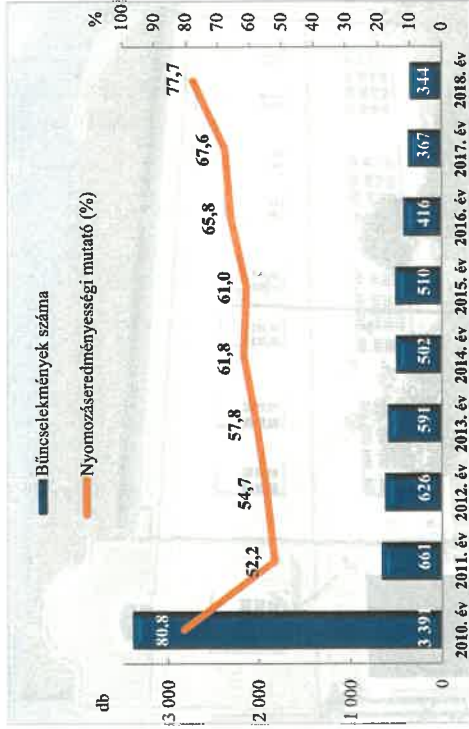 Bűncselekmények száma
Nyomozáseredményességi mutató (%)
db
%
3 000
2 000
1 000
0
100
90
80
70
60
50
40
30
20
10
0
80,8
52,2
54,7
57,8
61,8
61,0
65,8
67,6
77,7
3 391
661
626
591
502
510
416
367
344
2010. év
2011. év
2012. év
2013. év
2014. év
2015. év
2016. év
2017. év
2018. év